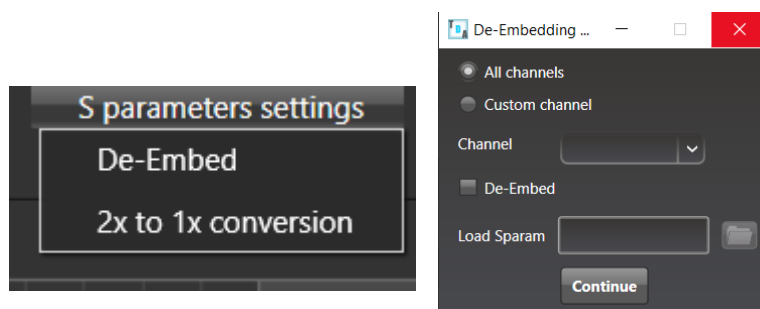 S parameters settings
De-Embed
2x to 1x conversion
De-Embedding ...
All channels
Custom channel
Channel
De-Embed
Load Sparam
Continue